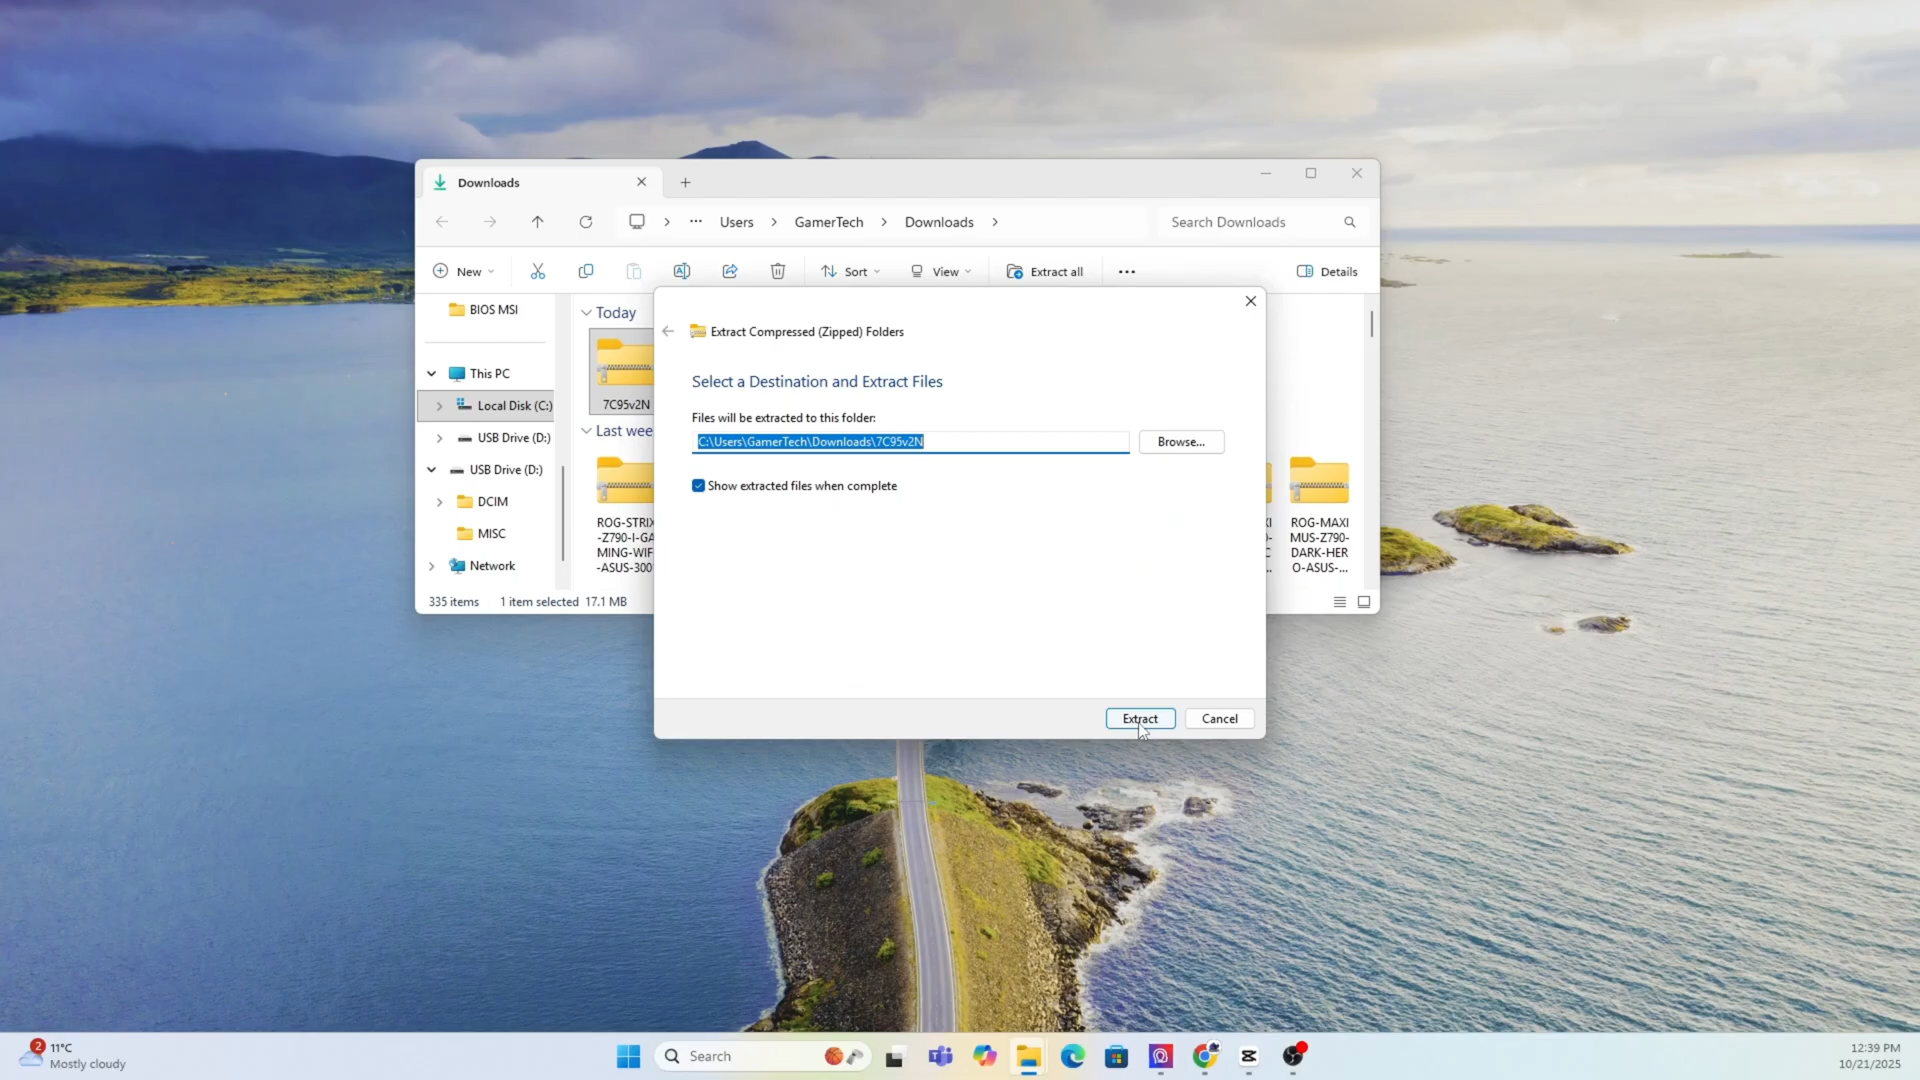 Downloads
Users
GamerTech
Downloads
Search Downloads
New
Sort
View
Extract all
Details
BIOS MSI
This PC
Local Disk (C:)
USB Drive (D:)
USB Drive (D:)
DCIM
MISC
Network
Today
7C95v2N
Last wee
ROG-STRIX
-Z790-I-GA
MING-WIF
-ASUS-300
ROG-MAXI
MUS-Z790-
DARK-HER
O-ASUS-...
335 items
1 item selected 17.1 MB
Extract Compressed (Zipped) Folders
Select a Destination and Extract Files
Files will be extracted to this folder:
C:\Users\GamerTech\Downloads\7C95v2N
Browse...
Show extracted files when complete
Extract
Cancel
2
11°C
Mostly cloudy
Search
12:39 PM
10/21/2025